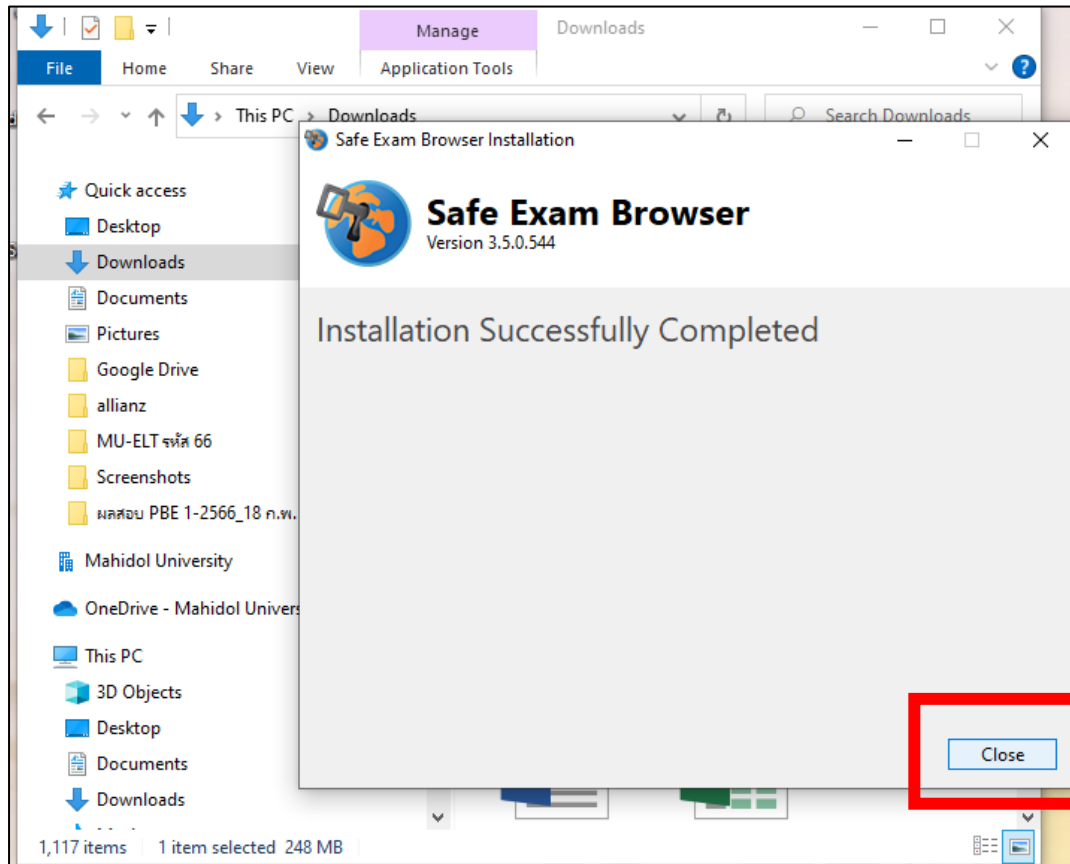 Manage
Downloads
File
Home
Share
View
Application Tools
This PC
Downloads
Search Downloads
Safe Exam Browser Installation
Safe Exam Browser
Version 3.5.0.544
Installation Successfully Completed
Close
Quick access
Desktop
Downloads
Documents
Pictures
Google Drive
allianz
MU-ELT รหัส 66
Screenshots
ผลสอบ PBE 1-2566_18 ก.พ.
Mahidol University
OneDrive - Mahidol Univers
This PC
3D Objects
Desktop
Documents
Downloads
1,117 items
1 item selected 248 MB